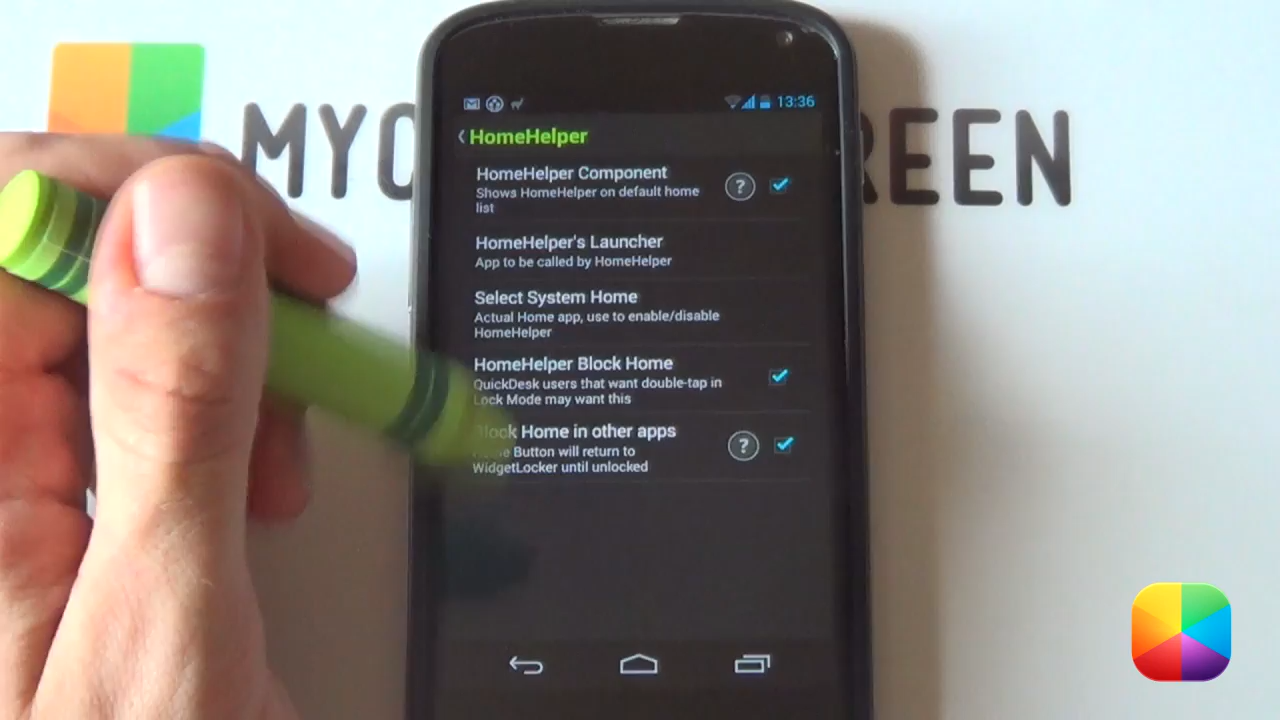 MYC
REEN
13:36
HomeHelper
HomeHelper Component
Shows HomeHelper on default home
list
?
HomeHelper's Launcher
App to be called by HomeHelper
Select System Home
Actual Home app, use to enable/disable
HomeHelper
HomeHelper Block Home
QuickDesk users that want double-tap in
Lock Mode may want this
Block Home in other apps
?
Button will return to
WidgetLocker until unlocked